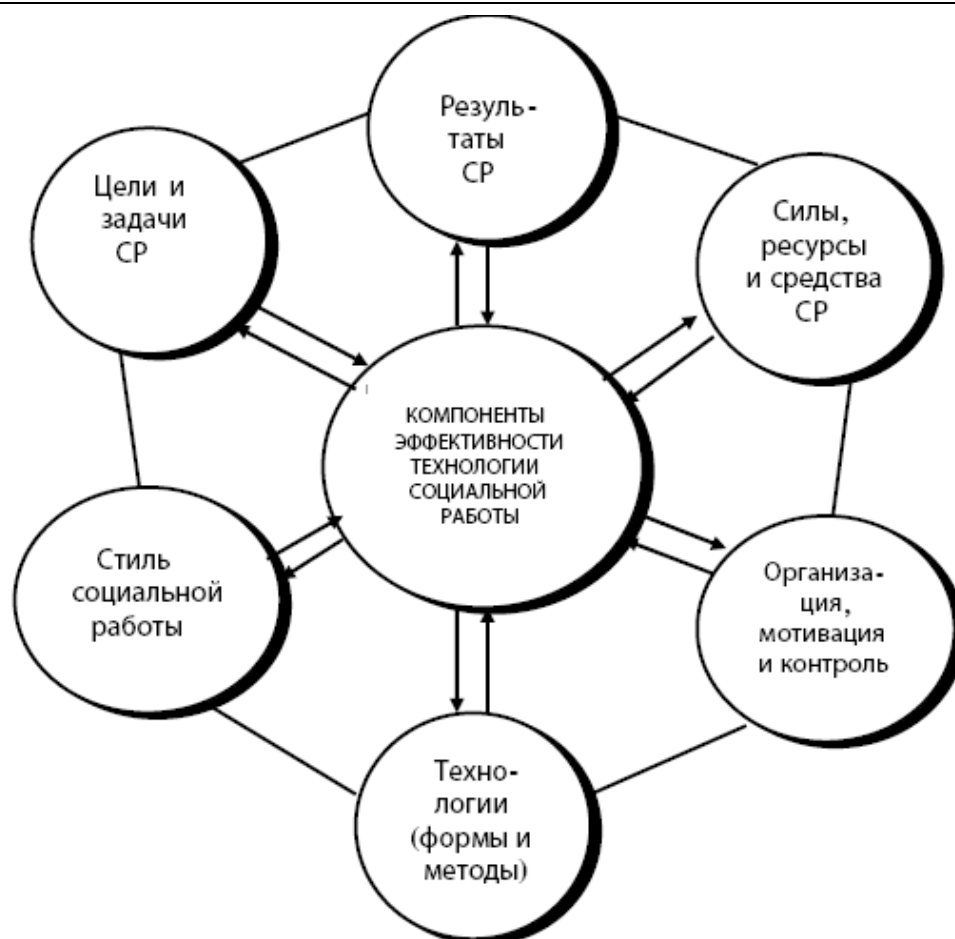 Резуль-
таты
СР
Цели и
задачи
СР
Силы,
ресурсы
и средства
СР
КОМПОНЕНТЫ
ЭФФЕКТИВНОСТИ
ТЕХНОЛОГИИ
СОЦИАЛЬНОЙ
РАБОТЫ
Стиль
социальной
работы
Организа-
ция,
мотивация
и контроль
Техно-
логии
(формы и
методы)